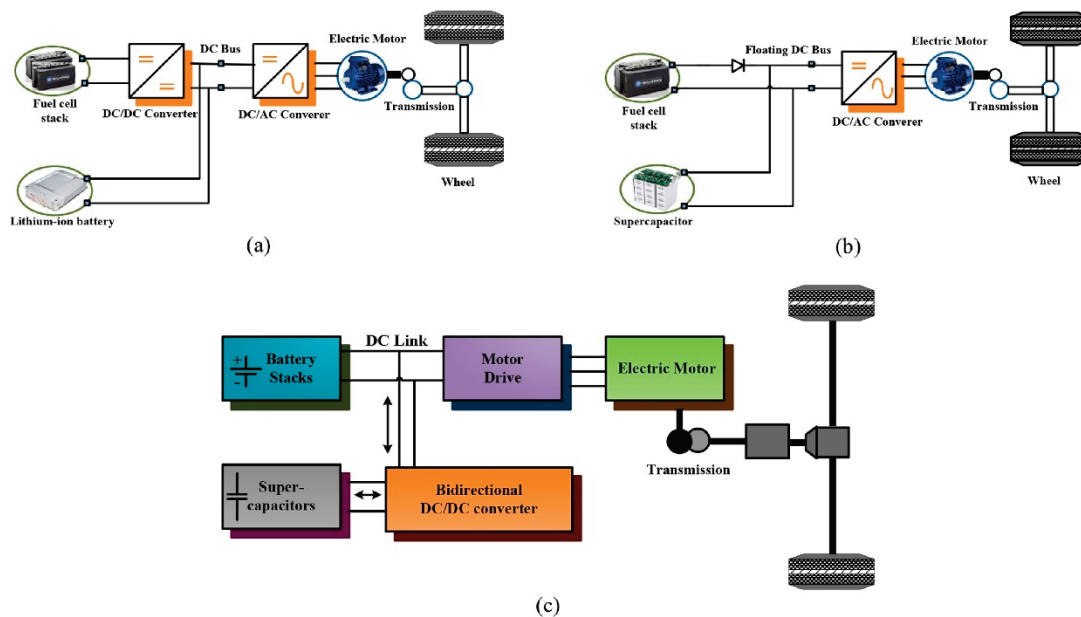 DC Bus
Electric Motor
Fuel cell
stack
DC/DC Converter
DC/AC Converer
Transmission
Lithium-ion battery
Wheel
(a)
Floating DC Bus
Electric Motor
Fuel cell
stack
DC/AC Converer
Transmission
Supercapacitor
Wheel
(b)
DC Link
+
-
Battery
Stacks
Motor
Drive
Electric Motor
Super-
capacitors
Bidirectional
DC/DC converter
Transmission
(c)